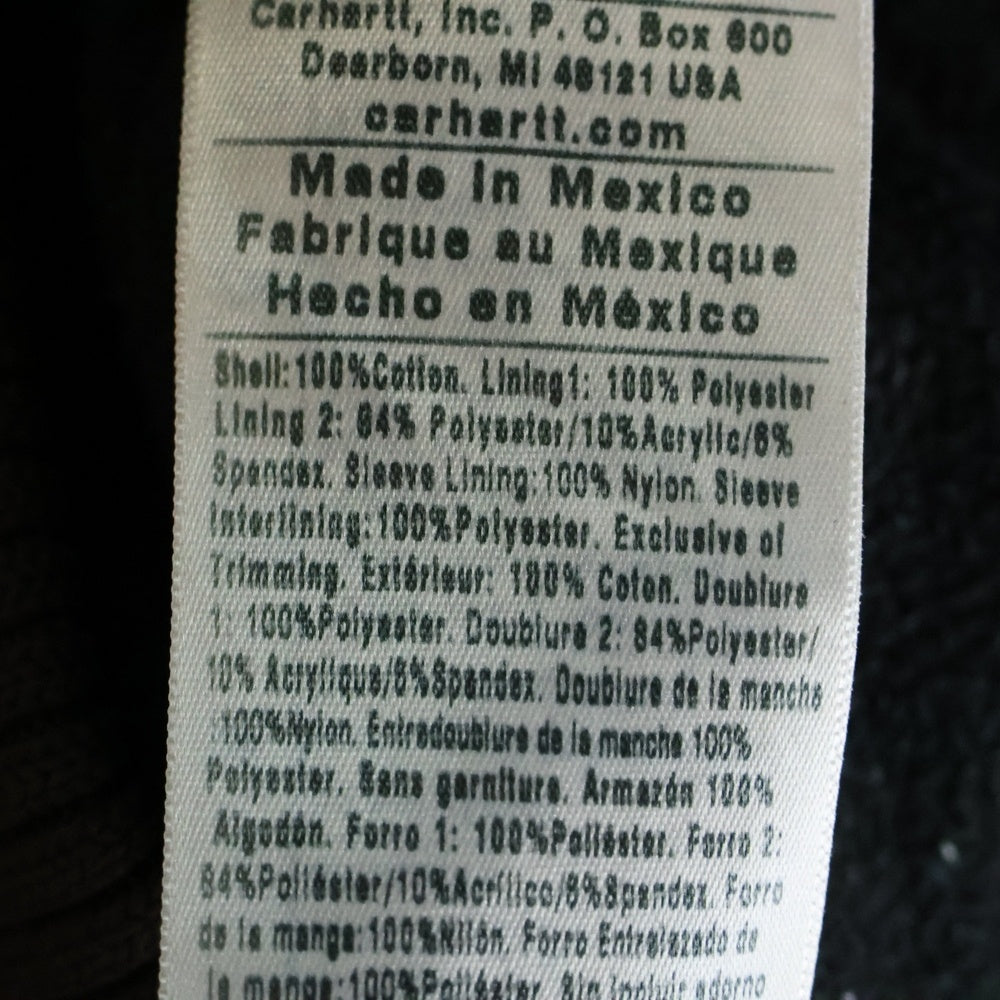 Carhartt, Inc. P. O. Box 600
Dearborn, MI 48121 USA
carhartt.com
Made in Mexico
Fabrique au Mexique
Hecho en México
Shell:100%Cotton. Lining1: 100% Polyester
Lining 2: 84% Polyester/10%Acrylic/6%
Spandex. Sleeve Lining:100% Nylon. Sleeve
Interlining:100%Polyester. Exclusive of
Trimming. Extérieur: 100% Coton. Doublure
1: 100%Polyester. Doublure 2: 84%Polyester/
10% Acrylique/6%Spandex. Doublure de la manche
:100%Nylon. Entredoublure de la manche 100%
Polyester. Sans garniture. Armazón 100%
Algodón. Forro 1: 100%Poliéster. Forro 2:
84%Poliéster/10%Acrílico/6%Spandex. Forro
de la manga:100%Nilón. Forro Entrelazado de
la manga:100%Poliéster. Sin incluir adorno